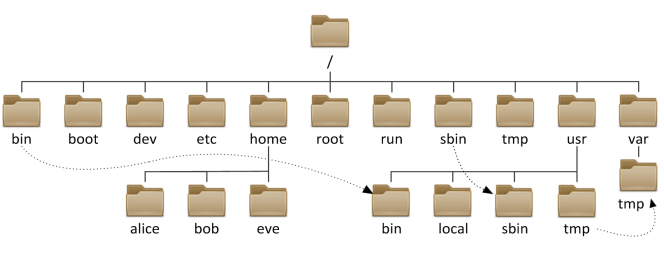 /
bin boot dev etc home root run sbin tmp usr var
tmp
alice bob eve bin local sbin tmp